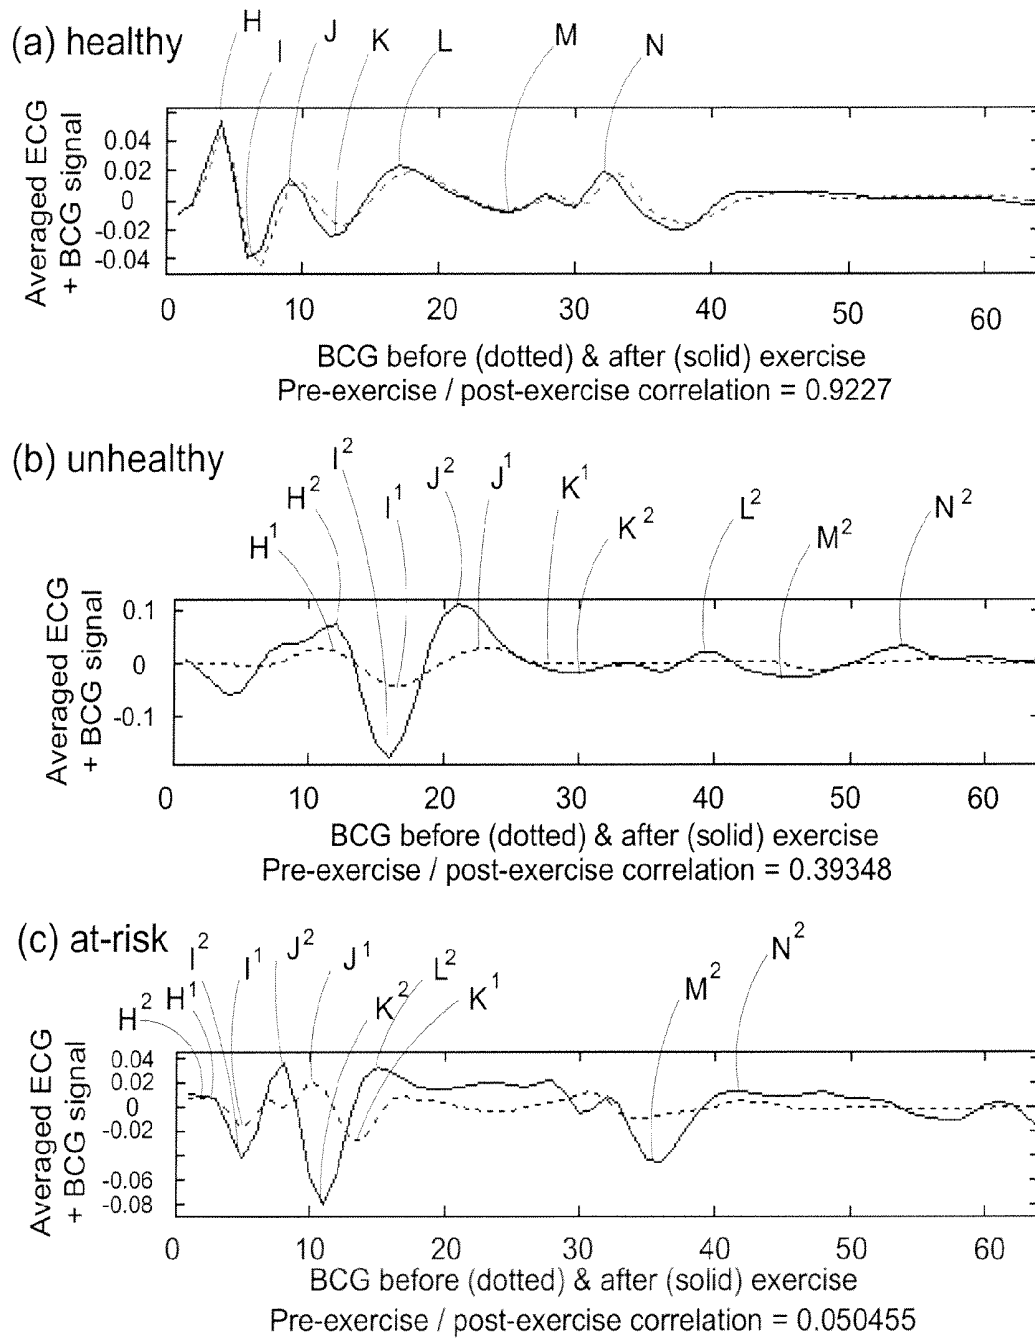 (a) healthy
H I J K L M N
Averaged ECG
+ BCG signal
0.04
0.02
0
-0.02
-0.04
0 10 20 30 40 50 60
BCG before (dotted) & after (solid) exercise
Pre-exercise / post-exercise correlation = 0.9227
(b) unhealthy
H¹ H² I² I¹ J² J¹ K¹ K² L² M² N²
Averaged ECG
+ BCG signal
0.1
0
-0.1
0 10 20 30 40 50 60
BCG before (dotted) & after (solid) exercise
Pre-exercise / post-exercise correlation = 0.39348
(c) at-risk
H² H¹ I² I¹ J² J¹ K² L² K¹ M² N²
Averaged ECG
+ BCG signal
0.04
0.02
0
-0.02
-0.06
-0.08
0 10 20 30 40 50 60
BCG before (dotted) & after (solid) exercise
Pre-exercise / post-exercise correlation = 0.050455